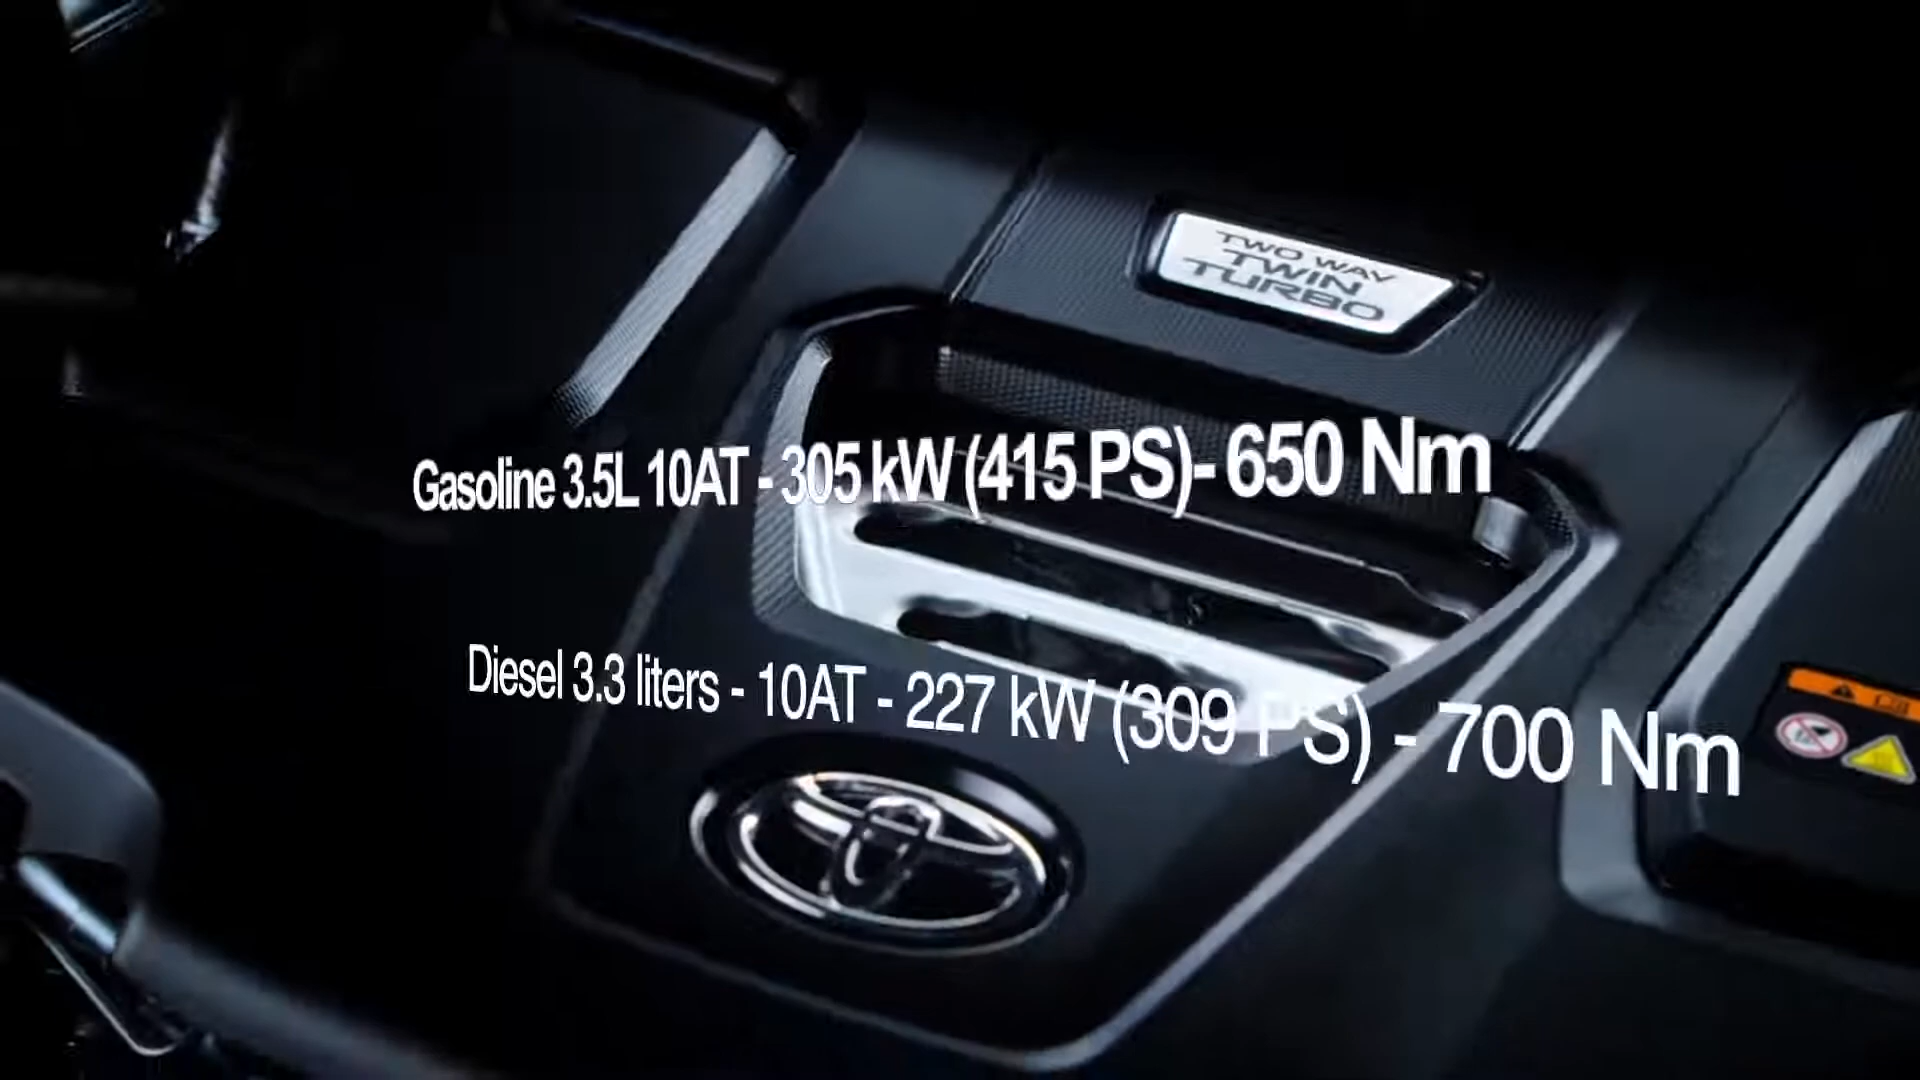 TWO WAY
TWIN
TURBO
Gasoline 3.5L 10AT - 305 kW (415 PS)- 650 Nm
Diesel 3.3 liters - 10AT - 227 kW (309 PS) - 700 Nm